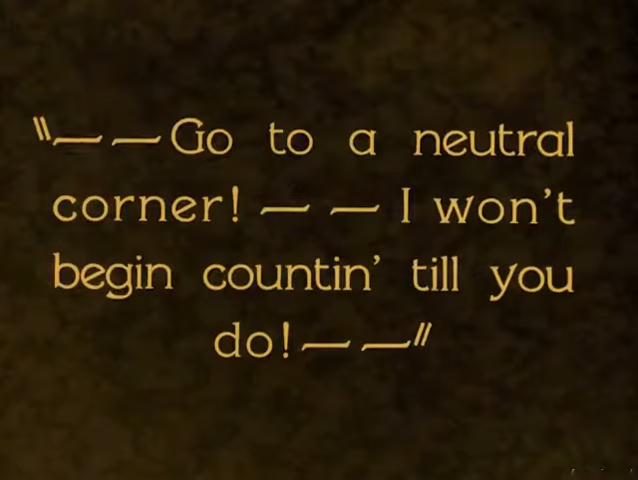 "— —Go to a neutral
corner! — — I won't
begin countin' till you
do!— —"